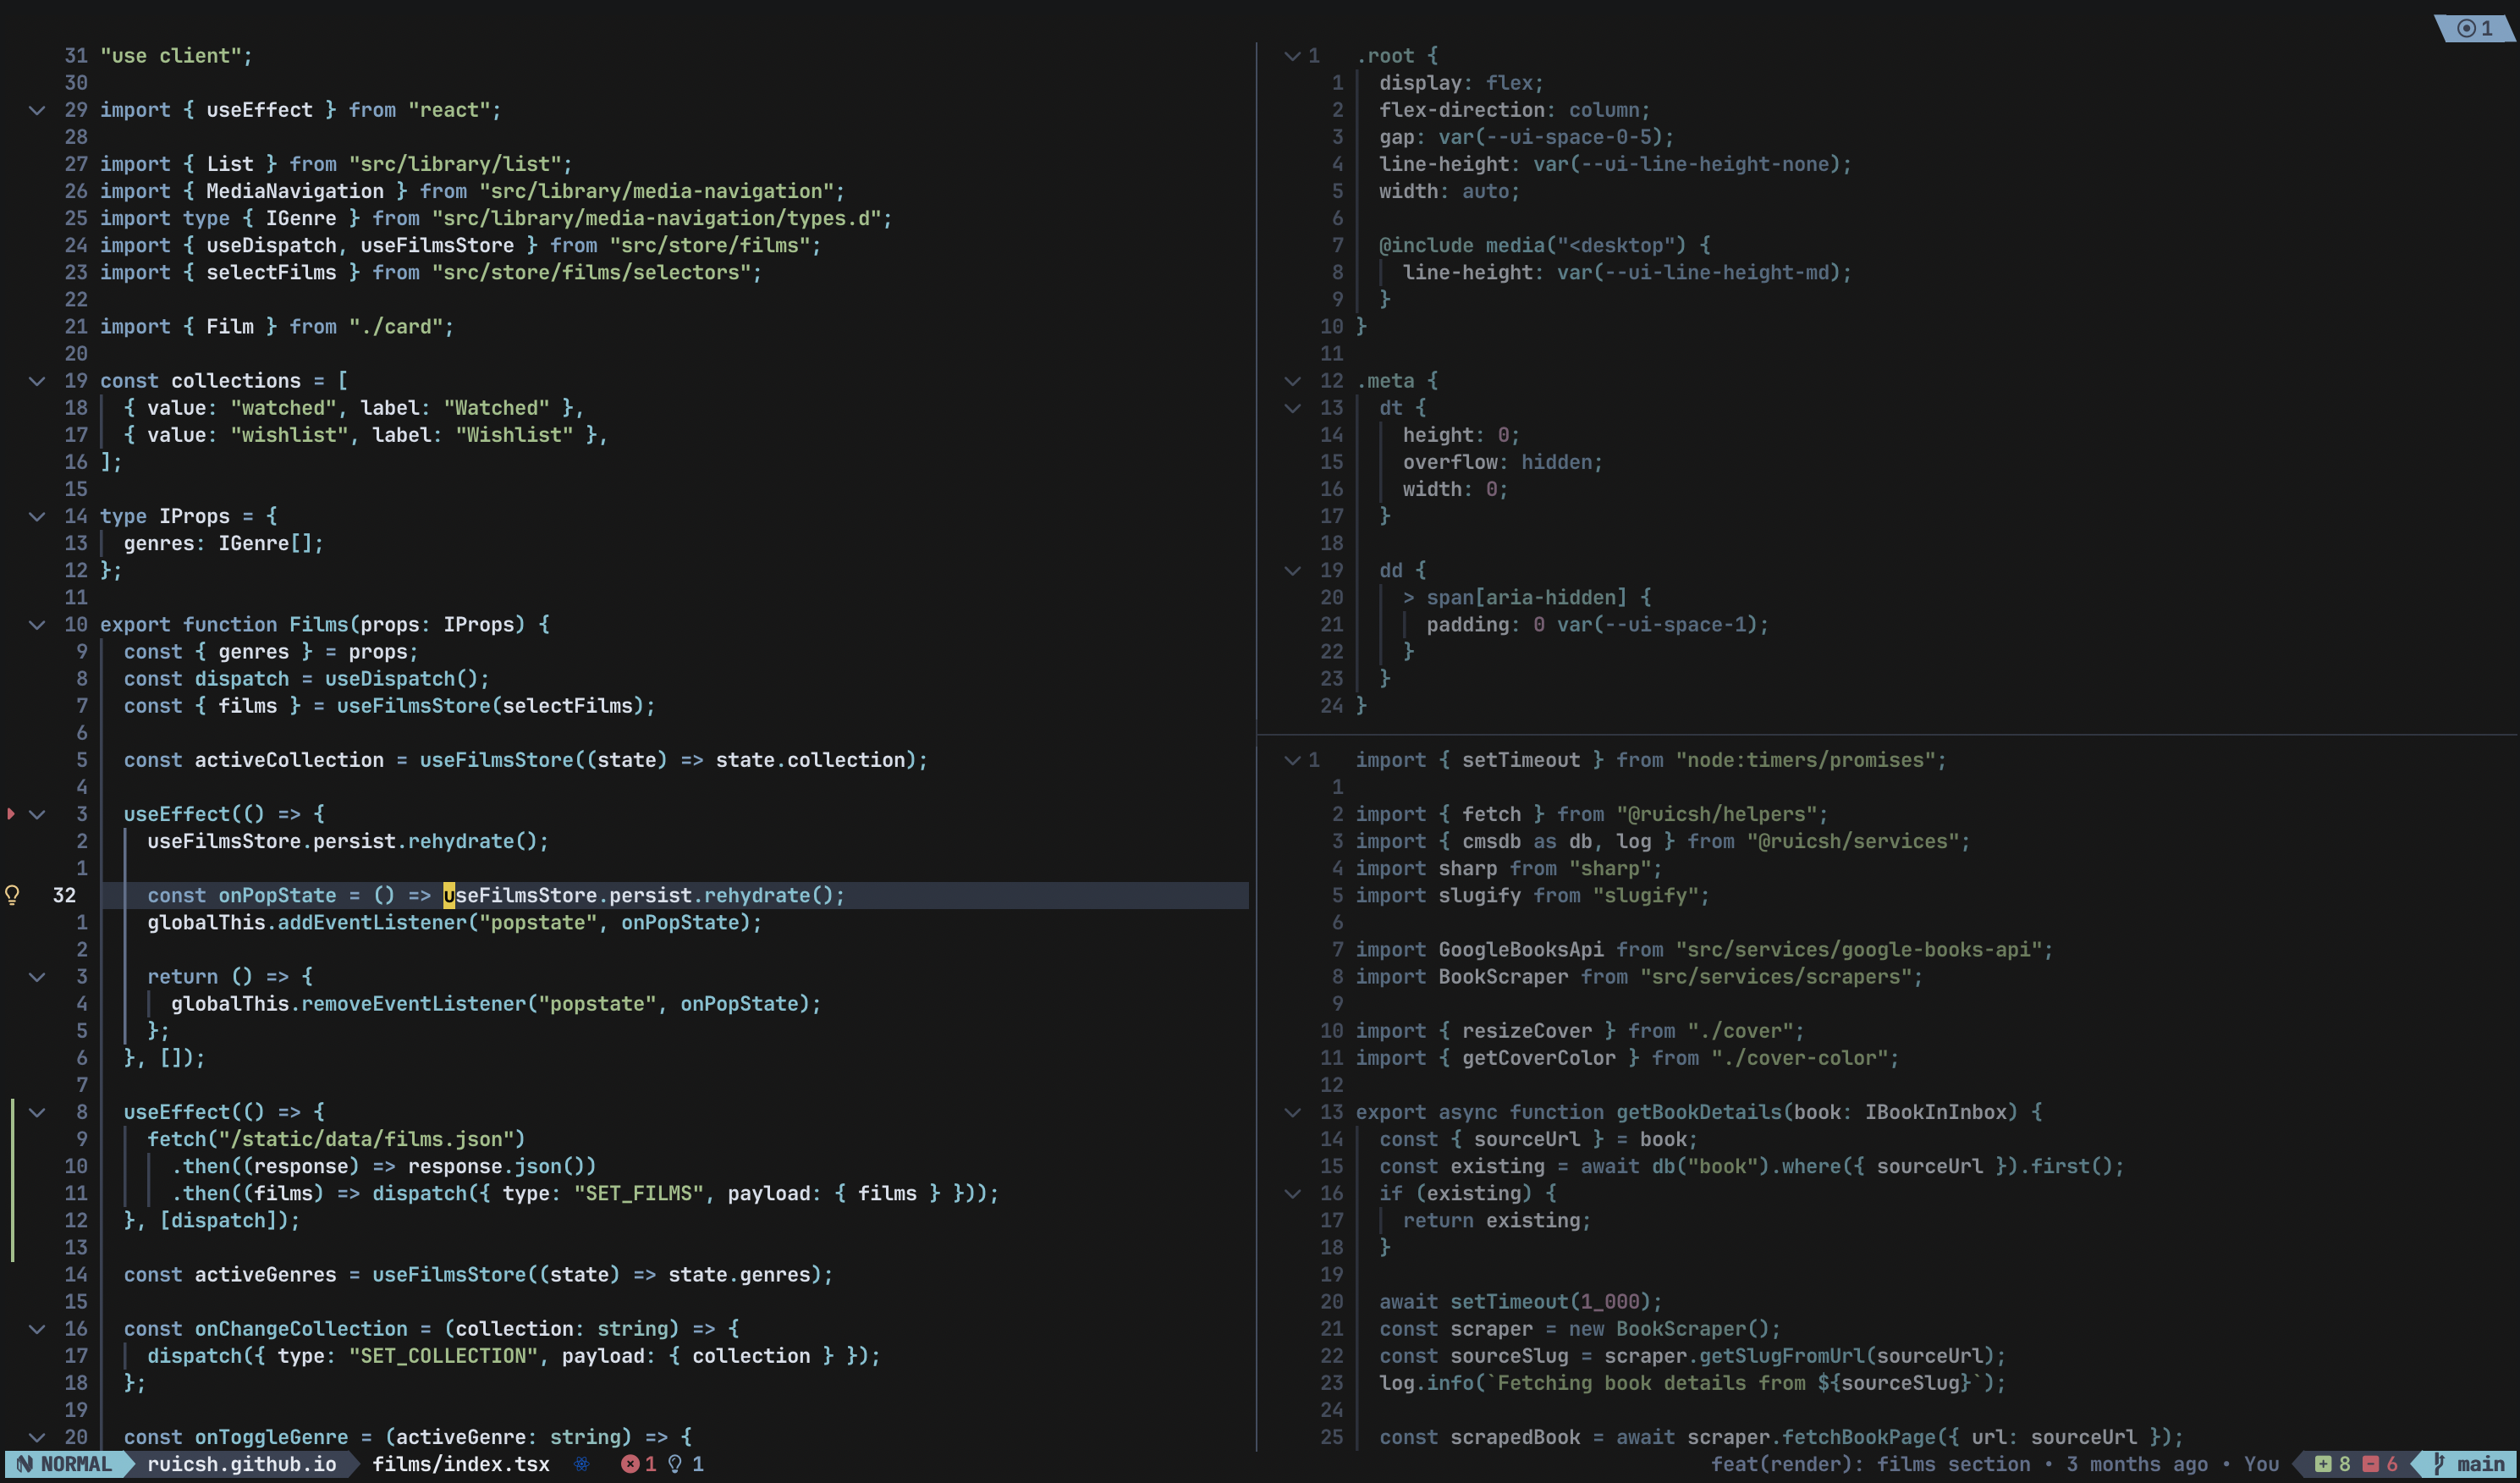 1
31 "use client";
30
29 import { useEffect } from "react";
28
27 import { List } from "src/library/list";
26 import { MediaNavigation } from "src/library/media-navigation";
25 import type { IGenre } from "src/library/media-navigation/types.d";
24 import { useDispatch, useFilmsStore } from "src/store/films";
23 import { selectFilms } from "src/store/films/selectors";
22
21 import { Film } from "./card";
20
19 const collections = [
18   { value: "watched", label: "Watched" },
17   { value: "wishlist", label: "Wishlist" },
16 ];
15
14 type IProps = {
13   genres: IGenre[];
12 };
11
10 export function Films(props: IProps) {
9   const { genres } = props;
8   const dispatch = useDispatch();
7   const { films } = useFilmsStore(selectFilms);
6
5   const activeCollection = useFilmsStore((state) => state.collection);
4
3   useEffect(() => {
2     useFilmsStore.persist.rehydrate();
1
32     const onPopState = () => useFilmsStore.persist.rehydrate();
1     globalThis.addEventListener("popstate", onPopState);
2
3     return () => {
4       globalThis.removeEventListener("popstate", onPopState);
5     };
6   }, []);
7
8   useEffect(() => {
9     fetch("/static/data/films.json")
10       .then((response) => response.json())
11       .then((films) => dispatch({ type: "SET_FILMS", payload: { films } }));
12   }, [dispatch]);
13
14   const activeGenres = useFilmsStore((state) => state.genres);
15
16   const onChangeCollection = (collection: string) => {
17     dispatch({ type: "SET_COLLECTION", payload: { collection } });
18   };
19
20   const onToggleGenre = (activeGenre: string) => {
1 .root {
1   display: flex;
2   flex-direction: column;
3   gap: var(--ui-space-0-5);
4   line-height: var(--ui-line-height-none);
5   width: auto;
6
7   @include media("<desktop") {
8     line-height: var(--ui-line-height-md);
9   }
10 }
11
12 .meta {
13   dt {
14     height: 0;
15     overflow: hidden;
16     width: 0;
17   }
18
19   dd {
20     > span[aria-hidden] {
21       padding: 0 var(--ui-space-1);
22     }
23   }
24 }
1 import { setTimeout } from "node:timers/promises";
1
2 import { fetch } from "@ruicsh/helpers";
3 import { cmsdb as db, log } from "@ruicsh/services";
4 import sharp from "sharp";
5 import slugify from "slugify";
6
7 import GoogleBooksApi from "src/services/google-books-api";
8 import BookScraper from "src/services/scrapers";
9
10 import { resizeCover } from "./cover";
11 import { getCoverColor } from "./cover-color";
12
13 export async function getBookDetails(book: IBookInInbox) {
14   const { sourceUrl } = book;
15   const existing = await db("book").where({ sourceUrl }).first();
16   if (existing) {
17     return existing;
18   }
19
20   await setTimeout(1_000);
21   const scraper = new BookScraper();
22   const sourceSlug = scraper.getSlugFromUrl(sourceUrl);
23   log.info(`Fetching book details from ${sourceSlug}`);
24
25   const scrapedBook = await scraper.fetchBookPage({ url: sourceUrl });
NORMAL ruicsh.github.io films/index.tsx 1 1 feat(render): films section • 3 months ago • You 8 6 main